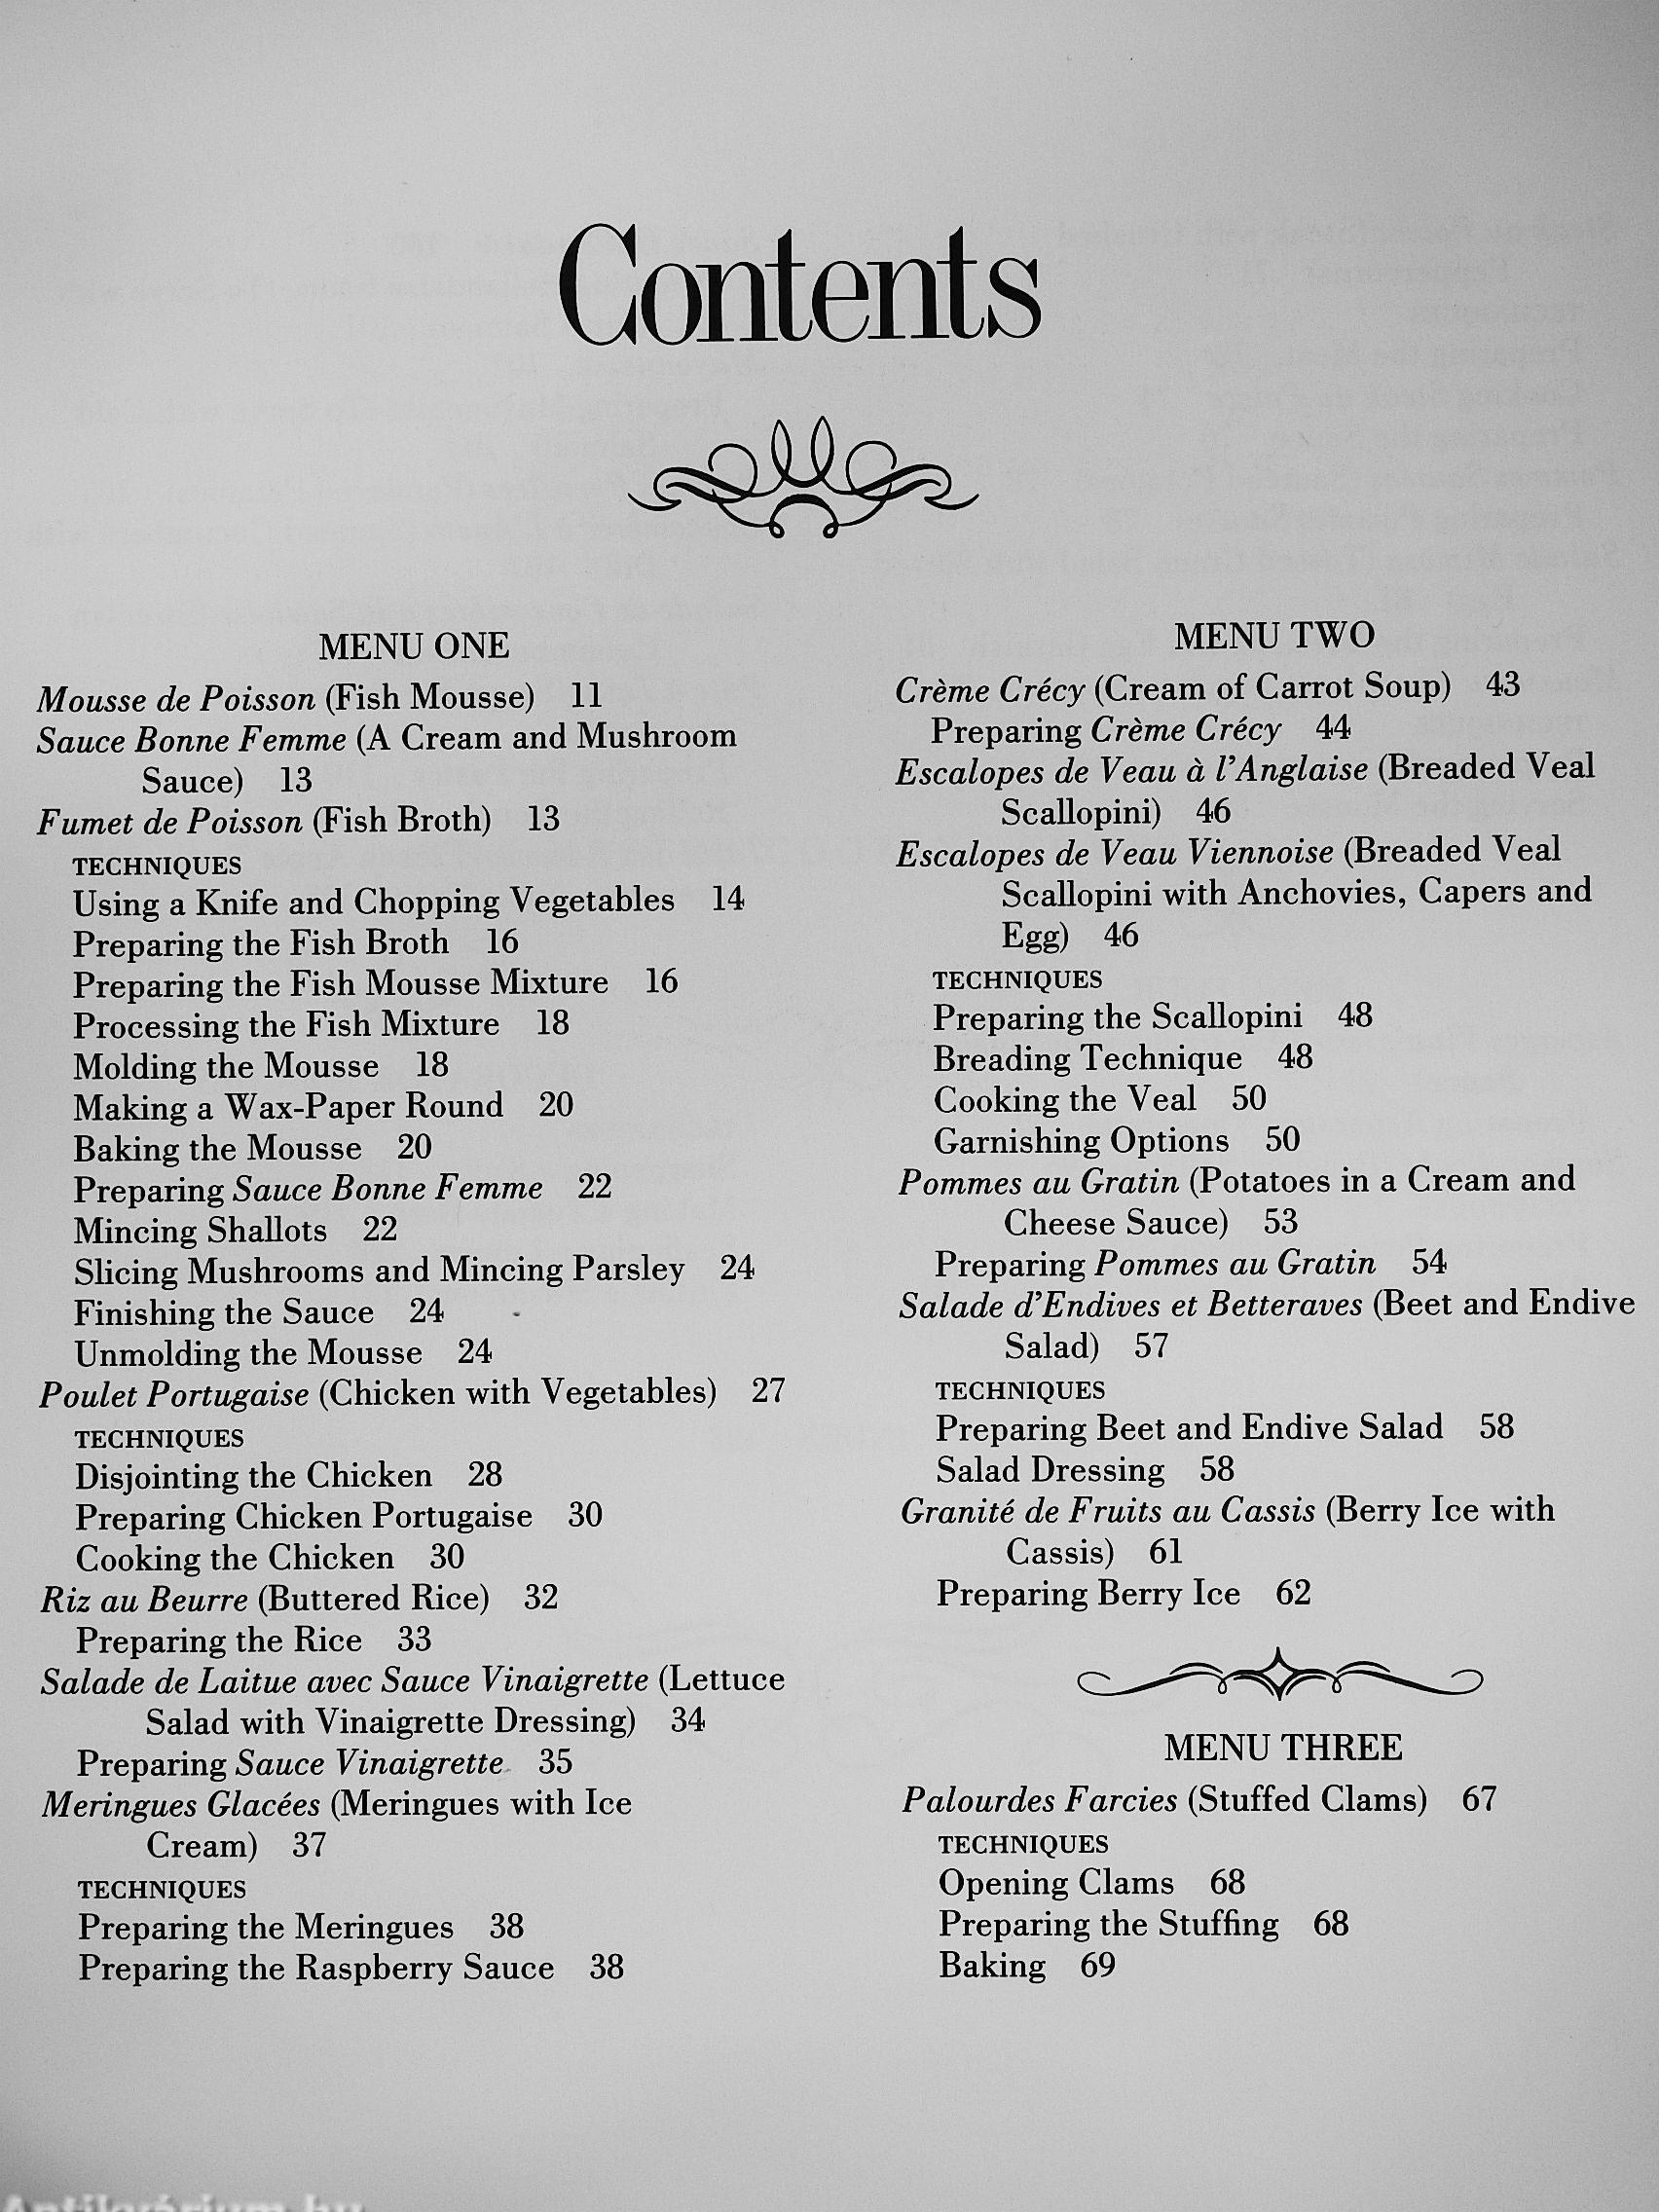 Contents
MENU ONE
Mousse de Poisson (Fish Mousse) 11
Sauce Bonne Femme (A Cream and Mushroom
Sauce) 13
Fumet de Poisson (Fish Broth) 13
TECHNIQUES
Using a Knife and Chopping Vegetables 14
Preparing the Fish Broth 16
Preparing the Fish Mousse Mixture 16
Processing the Fish Mixture 18
Molding the Mousse 18
Making a Wax-Paper Round 20
Baking the Mousse 20
Preparing Sauce Bonne Femme 22
Mincing Shallots 22
Slicing Mushrooms and Mincing Parsley 24
Finishing the Sauce 24
Unmolding the Mousse 24
Poulet Portugaise (Chicken with Vegetables) 27
TECHNIQUES
Disjointing the Chicken 28
Preparing Chicken Portugaise 30
Cooking the Chicken 30
Riz au Beurre (Buttered Rice) 32
Preparing the Rice 33
Salade de Laitue avec Sauce Vinaigrette (Lettuce
Salad with Vinaigrette Dressing) 34
Preparing Sauce Vinaigrette 35
Meringues Glacées (Meringues with Ice
Cream) 37
TECHNIQUES
Preparing the Meringues 38
Preparing the Raspberry Sauce 38
MENU TWO
Crème Crécy (Cream of Carrot Soup) 43
Preparing Crème Crécy 44
Escalopes de Veau à l'Anglaise (Breaded Veal
Scallopini) 46
Escalopes de Veau Viennoise (Breaded Veal
Scallopini with Anchovies, Capers and
Egg) 46
TECHNIQUES
Preparing the Scallopini 48
Breading Technique 48
Cooking the Veal 50
Garnishing Options 50
Pommes au Gratin (Potatoes in a Cream and
Cheese Sauce) 53
Preparing Pommes au Gratin 54
Salade d'Endives et Betteraves (Beet and Endive
Salad) 57
TECHNIQUES
Preparing Beet and Endive Salad 58
Salad Dressing 58
Granité de Fruits au Cassis (Berry Ice with
Cassis) 61
Preparing Berry Ice 62
MENU THREE
Palourdes Farcies (Stuffed Clams) 67
TECHNIQUES
Opening Clams 68
Preparing the Stuffing 68
Baking 69